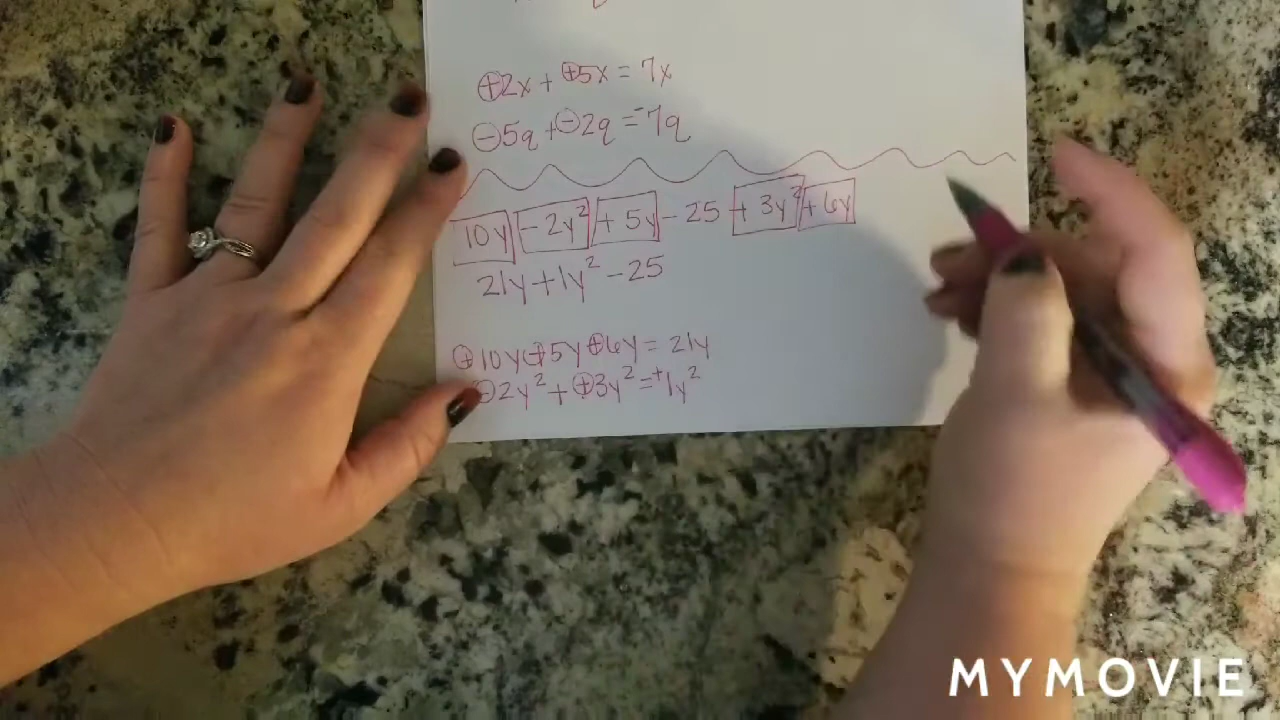 ⊕2x + ⊕5x = 7x
⊖5q + ⊖2q = ⁻7q
10y - 2y² + 5y - 25 + 3y² + 6y
21y + 1y² - 25
⊕10y ⊕ 5y ⊕ 6y = 21y
⊖2y² + ⊕3y² = ⁺1y²
MYMOVIE